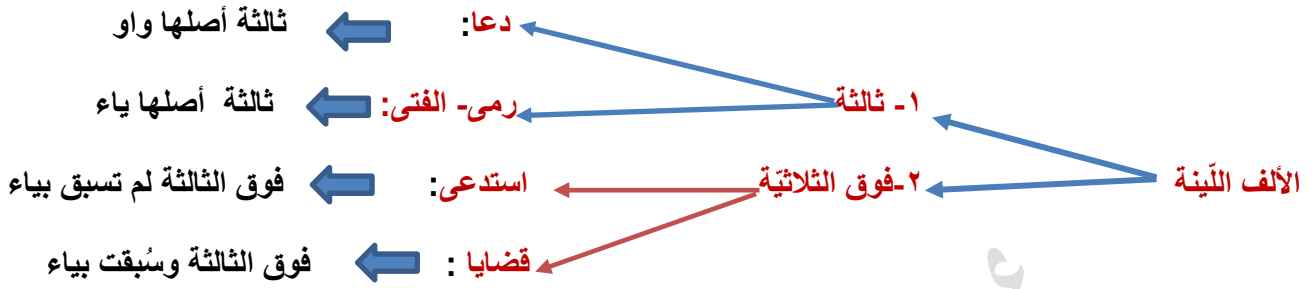 دعا: ثالثة أصلها واو
١- ثالثة
رمى- الفتى: ثالثة أصلها ياء
الألف اللّينة
٢-فوق الثلاثيّة
استدعى: فوق الثالثة لم تسبق بياء
قضايا : فوق الثالثة وسُبقت بياء